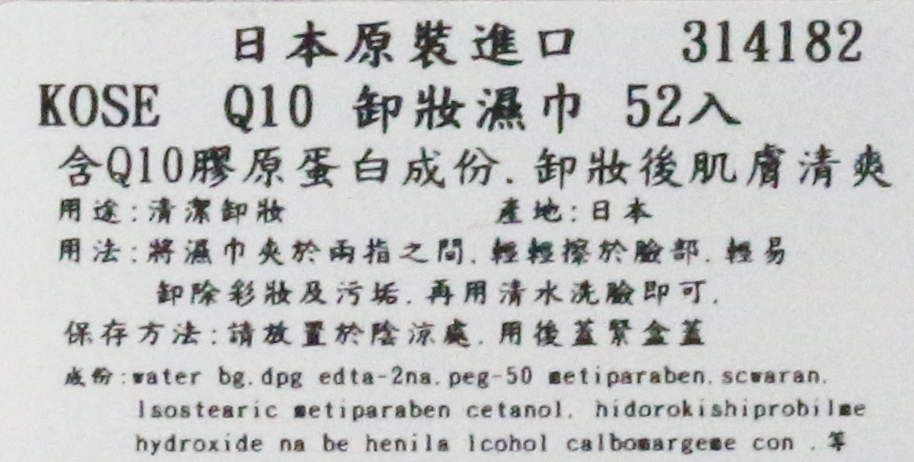 日本原裝進口 314182
KOSE Q10 卸妝濕巾 52入
含Q10膠原蛋白成份.卸妝後肌膚清爽
用途:清潔卸妝 產地:日本
用法:將濕巾夾於兩指之間.輕輕擦於臉部.輕易
卸除彩妝及污垢.再用清水洗臉即可.
保存方法:請放置於陰涼處.用後蓋緊盒蓋
成份:water bg.dpg edta-2na.peg-50 metiparaben.scwaran.
Isostearic metiparaben cetanol. hidorokishiprobilme
hydroxide na be henila lcohol calbomargeme con .等